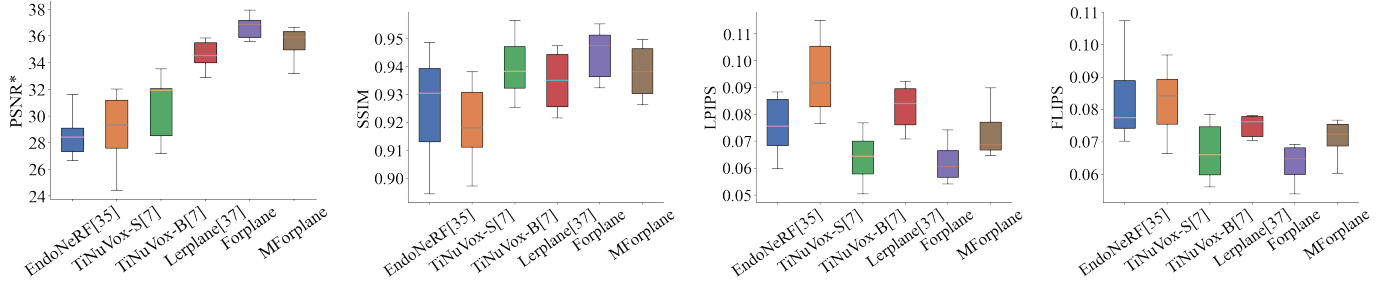 PSNR*
38
36
34
32
30
28
26
24
EndoNeRF[35]
TiNuVox-S[7]
TiNuVox-B[7]
Lerplane[37]
Forplane
MForplane
SSIM
0.95
0.94
0.93
0.92
0.91
0.90
EndoNeRF[35]
TiNuVox-S[7]
TiNuVox-B[7]
Lerplane[37]
Forplane
MForplane
LPIPS
0.11
0.10
0.09
0.08
0.07
0.06
0.05
EndoNeRF[35]
TiNuVox-S[7]
TiNuVox-B[7]
Lerplane[37]
Forplane
MForplane
FLIPS
0.11
0.10
0.09
0.08
0.07
0.06
EndoNeRF[35]
TiNuVox-S[7]
TiNuVox-B[7]
Lerplane[37]
Forplane
MForplane